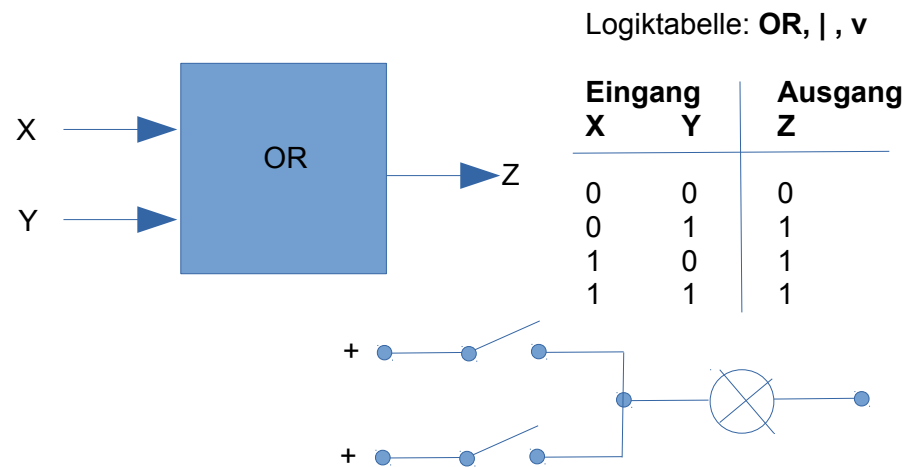 Logiktabelle: OR, | , v
Eingang Ausgang
X Y Z
0 0 0
0 1 1
1 0 1
1 1 1
X
OR
Z
Y
+
+